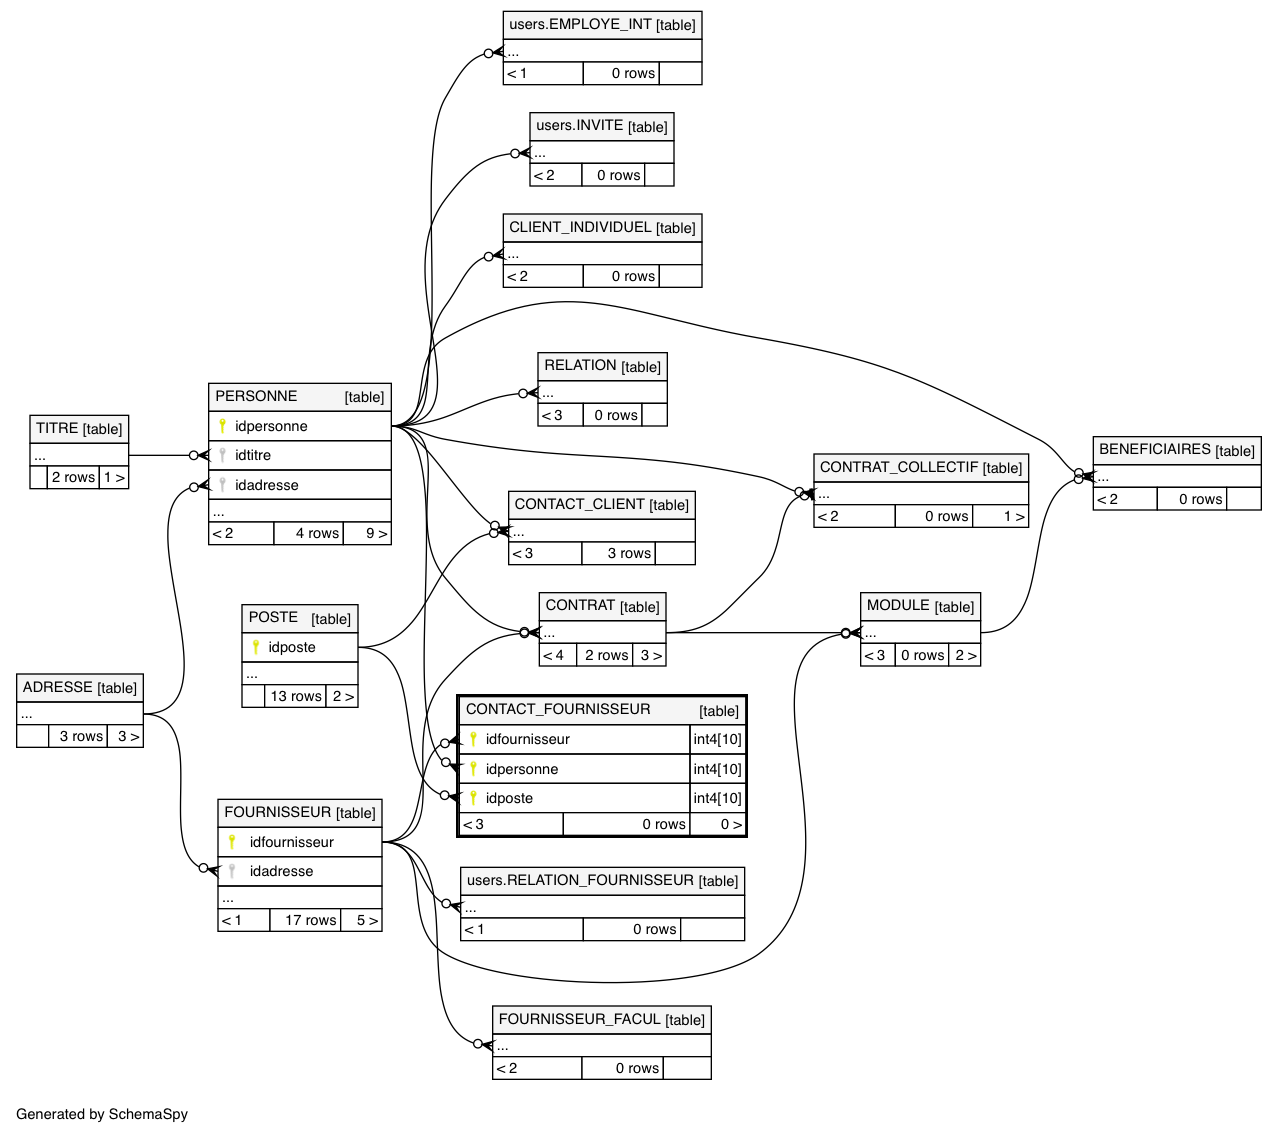 users.EMPLOYE_INT [table]
...
< 1 0 rows
users.INVITE [table]
...
< 2 0 rows
CLIENT_INDIVIDUEL [table]
...
< 2 0 rows
RELATION [table]
...
< 3 0 rows
PERSONNE [table]
idpersonne
idtitre
idadresse
...
< 2 4 rows 9 >
TITRE [table]
...
2 rows 1 >
BENEFICIAIRES [table]
...
< 2 0 rows
CONTRAT_COLLECTIF [table]
...
< 2 0 rows 1 >
CONTACT_CLIENT [table]
...
< 3 3 rows
CONTRAT [table]
...
< 4 2 rows 3 >
MODULE [table]
...
< 3 0 rows 2 >
POSTE [table]
idposte
...
13 rows 2 >
ADRESSE [table]
...
3 rows 3 >
CONTACT_FOURNISSEUR [table]
idfournisseur int4[10]
idpersonne int4[10]
idposte int4[10]
< 3 0 rows 0 >
FOURNISSEUR [table]
idfournisseur
idadresse
...
< 1 17 rows 5 >
users.RELATION_FOURNISSEUR [table]
...
< 1 0 rows
FOURNISSEUR_FACUL [table]
...
< 2 0 rows
Generated by SchemaSpy